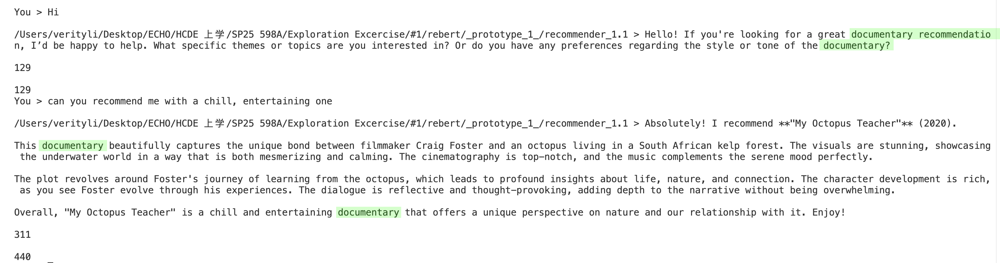 You > Hi
/Users/verityli/Desktop/ECHO/HCDE 上学/SP25 598A/Exploration Excercise/#1/rebert/_prototype_1_/recommender_1.1 > Hello! If you're looking for a great documentary recommendatio
n, I’d be happy to help. What specific themes or topics are you interested in? Or do you have any preferences regarding the style or tone of the documentary?
129
129
You > can you recommend me with a chill, entertaining one
/Users/verityli/Desktop/ECHO/HCDE 上学/SP25 598A/Exploration Excercise/#1/rebert/_prototype_1_/recommender_1.1 > Absolutely! I recommend **"My Octopus Teacher"** (2020).
This documentary beautifully captures the unique bond between filmmaker Craig Foster and an octopus living in a South African kelp forest. The visuals are stunning, showcasing
the underwater world in a way that is both mesmerizing and calming. The cinematography is top-notch, and the music complements the serene mood perfectly.
The plot revolves around Foster's journey of learning from the octopus, which leads to profound insights about life, nature, and connection. The character development is rich,
as you see Foster evolve through his experiences. The dialogue is reflective and thought-provoking, adding depth to the narrative without being overwhelming.
Overall, "My Octopus Teacher" is a chill and entertaining documentary that offers a unique perspective on nature and our relationship with it. Enjoy!
311
440